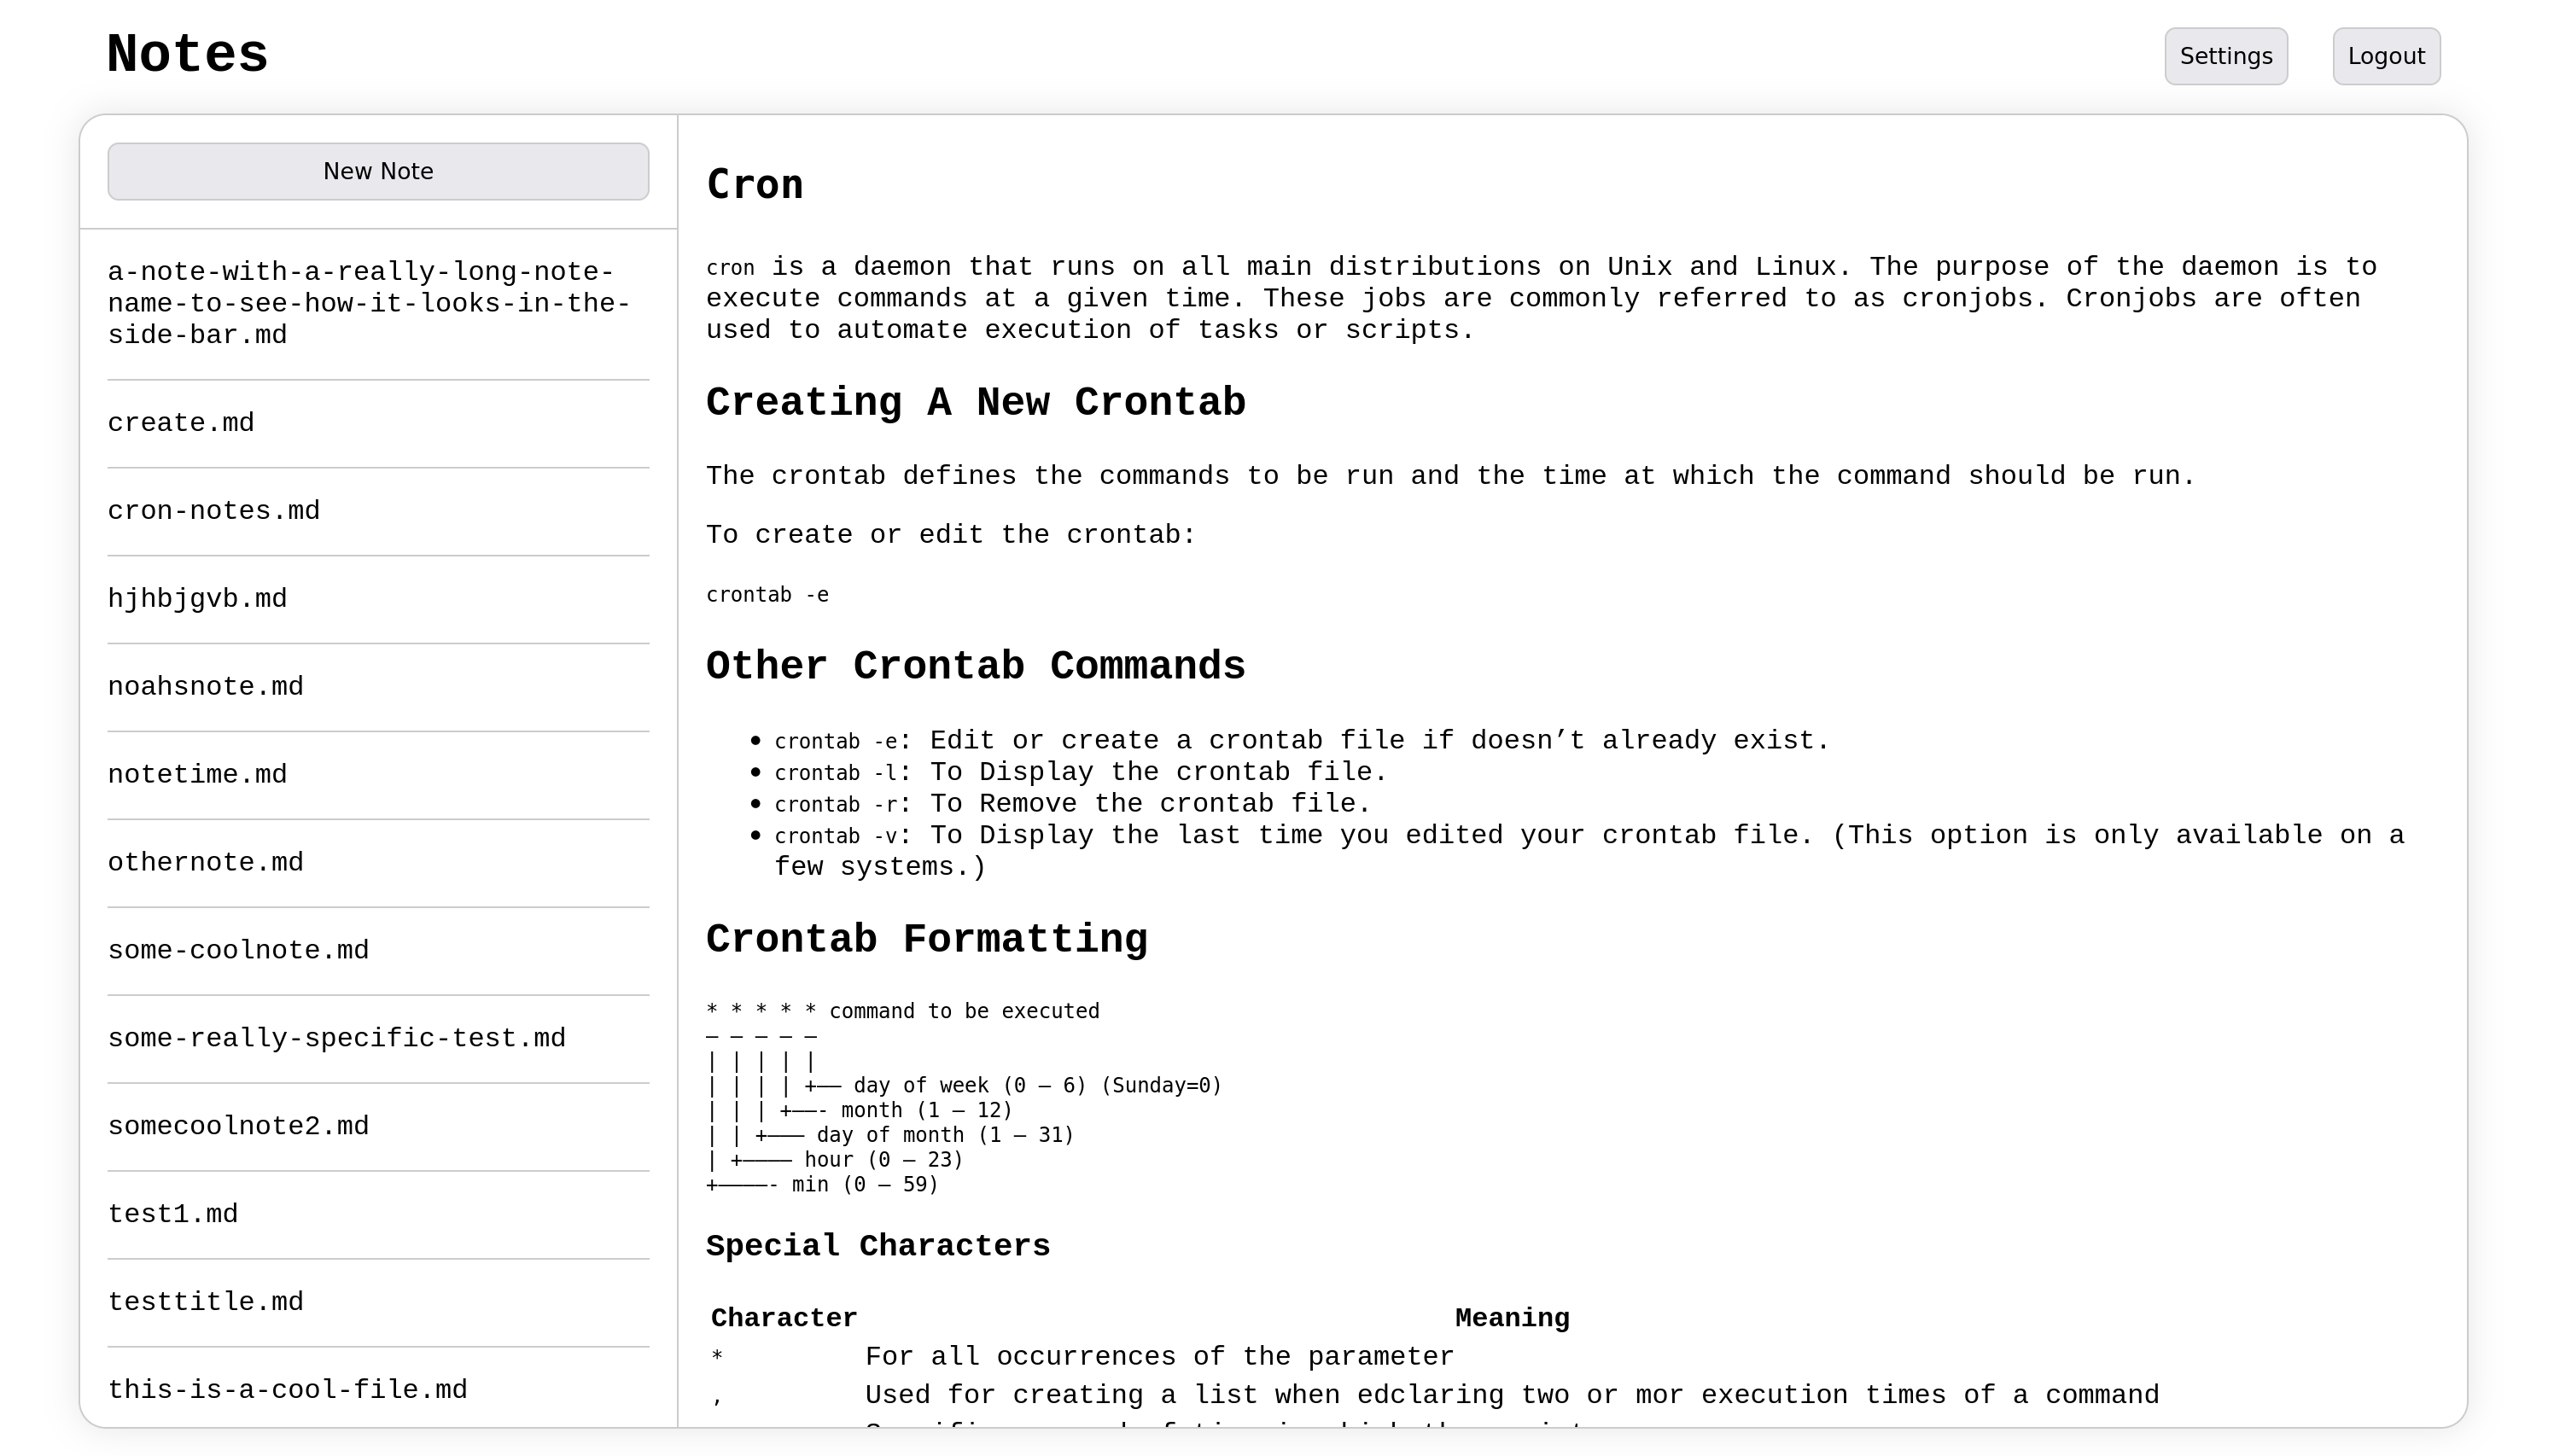 Notes
Settings
Logout
New Note
a-note-with-a-really-long-note-
name-to-see-how-it-looks-in-the-
side-bar.md
create.md
cron-notes.md
hjhbjgvb.md
noahsnote.md
notetime.md
othernote.md
some-coolnote.md
some-really-specific-test.md
somecoolnote2.md
test1.md
testtitle.md
this-is-a-cool-file.md
Cron
cron is a daemon that runs on all main distributions on Unix and Linux. The purpose of the daemon is to
execute commands at a given time. These jobs are commonly referred to as cronjobs. Cronjobs are often
used to automate execution of tasks or scripts.
Creating A New Crontab
The crontab defines the commands to be run and the time at which the command should be run.
To create or edit the crontab:
crontab -e
Other Crontab Commands
• crontab -e: Edit or create a crontab file if doesn’t already exist.
• crontab -l: To Display the crontab file.
• crontab -r: To Remove the crontab file.
• crontab -v: To Display the last time you edited your crontab file. (This option is only available on a
few systems.)
Crontab Formatting
* * * * * command to be executed
– – – – –
| | | | |
| | | | +—– day of week (0 – 6) (Sunday=0)
| | | +——- month (1 – 12)
| | +——— day of month (1 – 31)
| +———– hour (0 – 23)
+————- min (0 – 59)
Special Characters
Character Meaning
* For all occurrences of the parameter
, Used for creating a list when edclaring two or mor execution times of a command